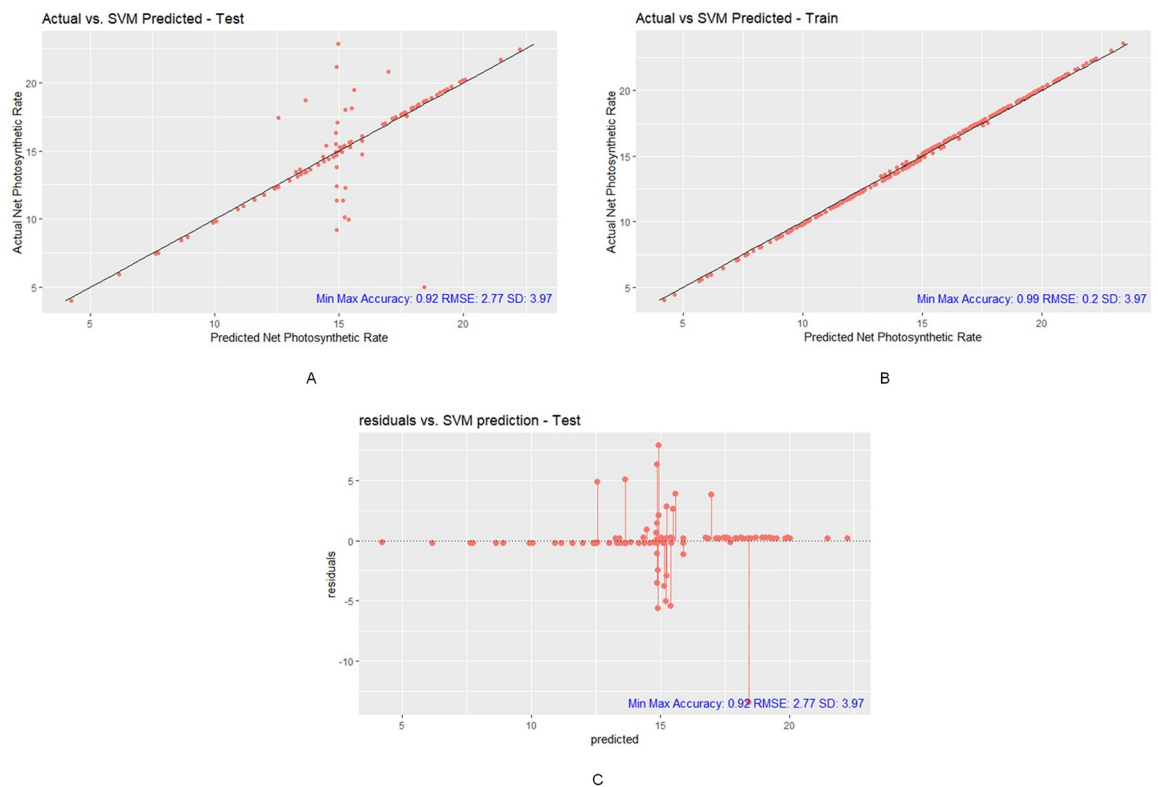 Actual vs. SVM Predicted - Test
Actual Net Photosynthetic Rate
20
15
10
5
Min Max Accuracy: 0.92 RMSE: 2.77 SD: 3.97
5 10 15 20
Predicted Net Photosynthetic Rate
A
Actual vs SVM Predicted - Train
Actual Net Photosynthetic Rate
20
15
10
5
Min Max Accuracy: 0.99 RMSE: 0.2 SD: 3.97
5 10 15 20
Predicted Net Photosynthetic Rate
B
residuals vs. SVM prediction - Test
residuals
5
0
-5
-10
Min Max Accuracy: 0.92 RMSE: 2.77 SD: 3.97
5 10 15 20
predicted
C